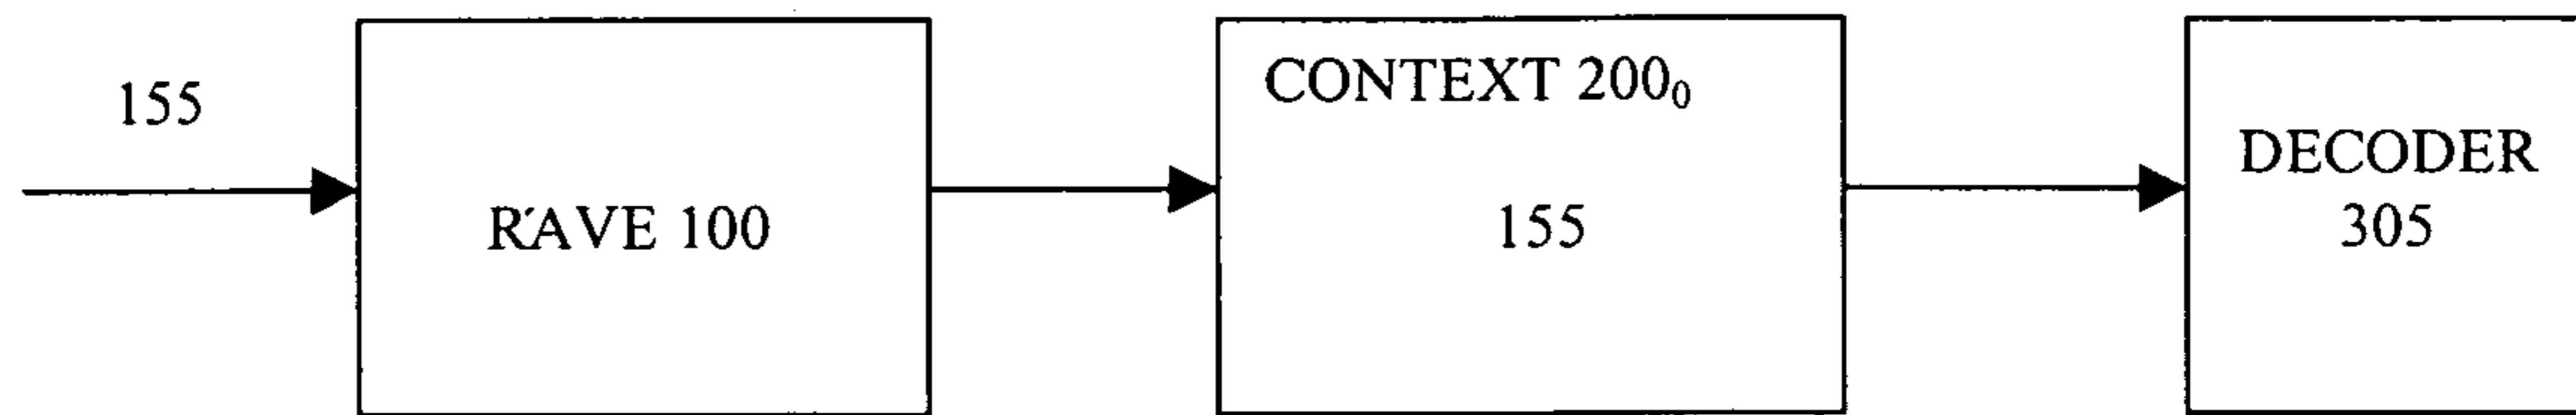 155
RAVE 100
CONTEXT 200₀
155
DECODER
305